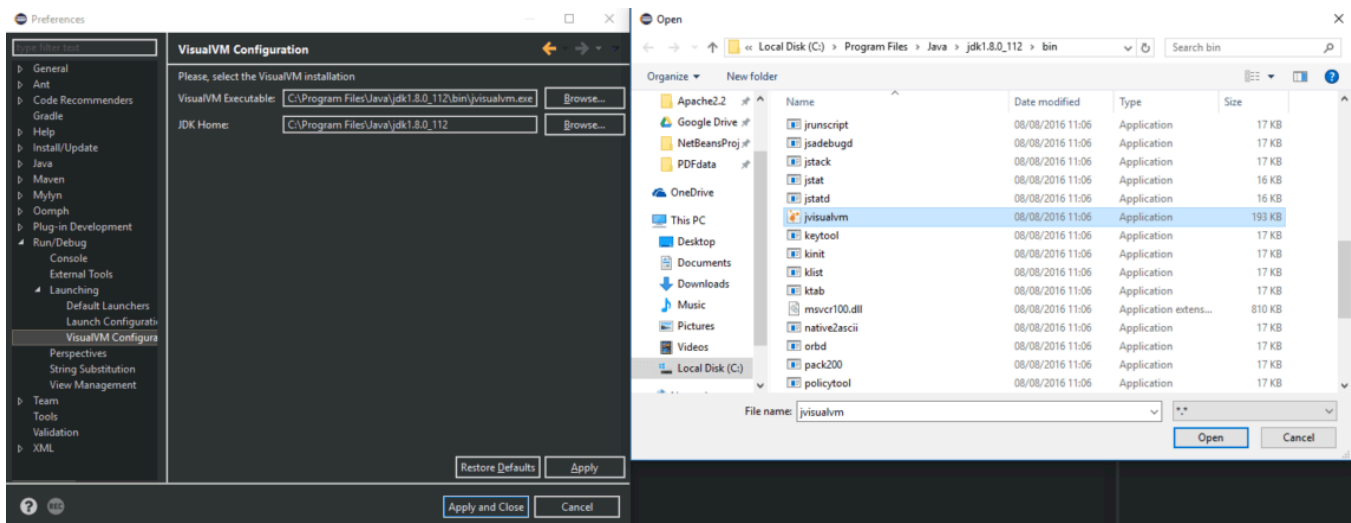 Preferences
type filter text
General
Ant
Code Recommenders
Gradle
Help
Install/Update
Java
Maven
Mylyn
Oomph
Plug-in Development
Run/Debug
Console
External Tools
Launching
Default Launchers
Launch Configurati
VisualVM Configura
Perspectives
String Substitution
View Management
Team
Tools
Validation
XML
VisualVM Configuration
Please, select the VisualVM installation
VisualVM Executable: C:\Program Files\Java\jdk1.8.0_112\bin\jvisualvm.exe Browse...
JDK Home: C:\Program Files\Java\jdk1.8.0_112 Browse...
Restore Defaults Apply
? REC Apply and Close Cancel
Open
« Local Disk (C:) › Program Files › Java › jdk1.8.0_112 › bin Search bin
Organize New folder ?
Apache2.2
Google Drive
NetBeansProj
PDFdata
OneDrive
This PC
Desktop
Documents
Downloads
Music
Pictures
Videos
Local Disk (C:)
Name Date modified Type Size
jrunscript 08/08/2016 11:06 Application 17 KB
jsadebugd 08/08/2016 11:06 Application 17 KB
jstack 08/08/2016 11:06 Application 17 KB
jstat 08/08/2016 11:06 Application 16 KB
jstatd 08/08/2016 11:06 Application 16 KB
jvisualvm 08/08/2016 11:06 Application 193 KB
keytool 08/08/2016 11:06 Application 17 KB
kinit 08/08/2016 11:06 Application 17 KB
klist 08/08/2016 11:06 Application 17 KB
ktab 08/08/2016 11:06 Application 17 KB
msvcr100.dll 08/08/2016 11:06 Application extens... 810 KB
native2ascii 08/08/2016 11:06 Application 17 KB
orbd 08/08/2016 11:06 Application 17 KB
pack200 08/08/2016 11:06 Application 17 KB
policytool 08/08/2016 11:06 Application 17 KB
File name: jvisualvm *.*
Open Cancel